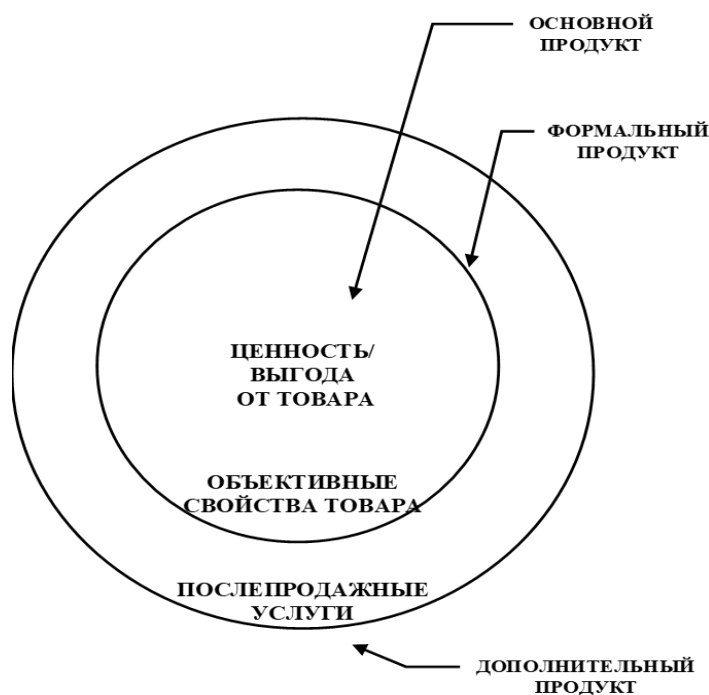 ОСНОВНОЙ
ПРОДУКТ
ФОРМАЛЬНЫЙ
ПРОДУКТ
ЦЕННОСТЬ/
ВЫГОДА
ОТ ТОВАРА
ОБЪЕКТИВНЫЕ
СВОЙСТВА ТОВАРА
ПОСЛЕПРОДАЖНЫЕ
УСЛУГИ
ДОПОЛНИТЕЛЬНЫЙ
ПРОДУКТ